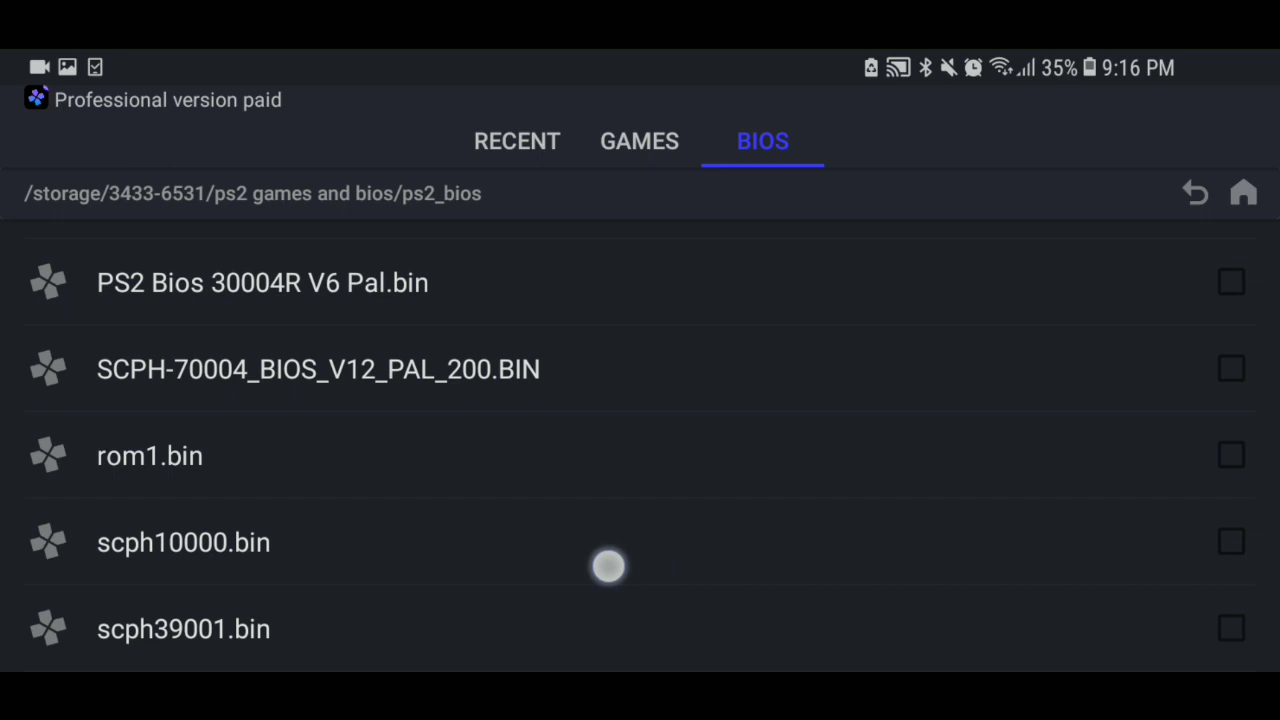 35% 9:16 PM
Professional version paid
RECENT GAMES BIOS
/storage/3433-6531/ps2 games and bios/ps2_bios
PS2 Bios 30004R V6 Pal.bin
SCPH-70004_BIOS_V12_PAL_200.BIN
rom1.bin
scph10000.bin
scph39001.bin